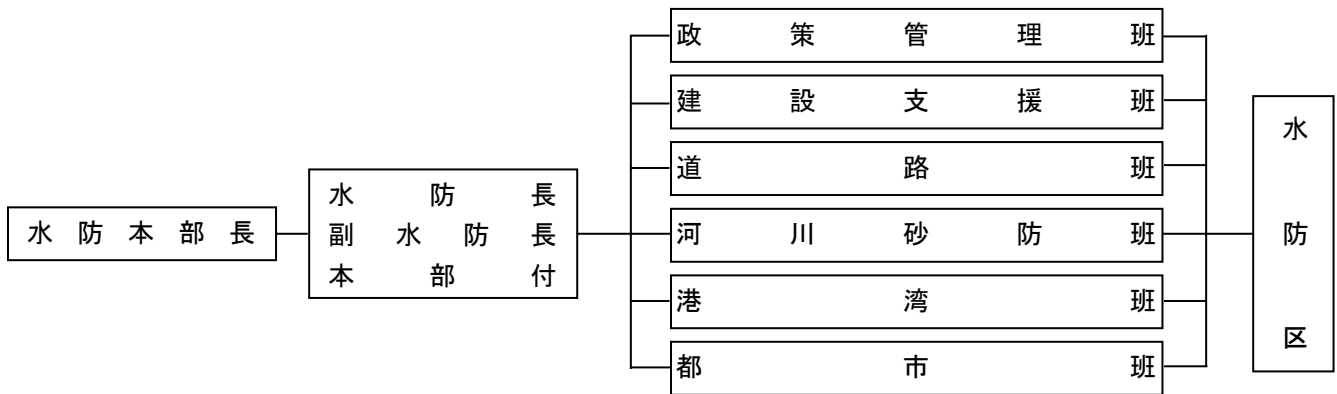 水防本部長
水防長
副水防長
本部付
政策管理班
建設支援班
道路班
河川砂防班
港湾班
都市班
水防区